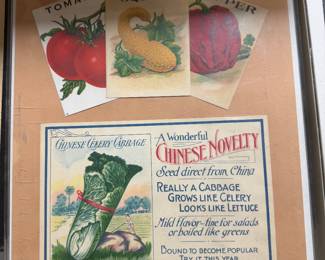 TOMA
PER
CHINESE CELERY CABBAGE
A Wonderful
CHINESE NOVELTY
Seed direct from China
REALLY A CABBAGE
GROWS LIKE CELERY
LOOKS LIKE LETTUCE
Mild flavor-fine for salads
or boiled like greens
BOUND TO BECOME POPULAR
TRY IT THIS YEAR